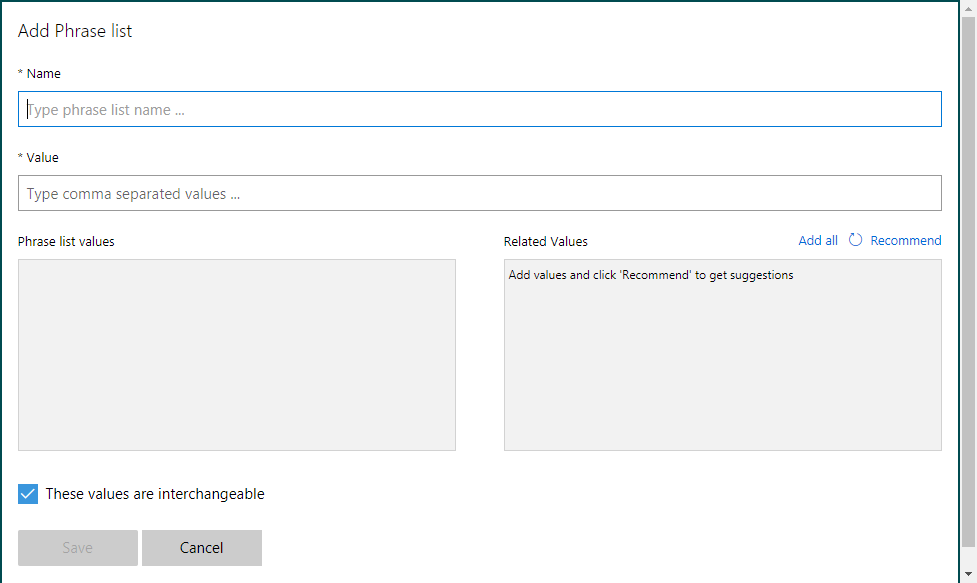 Add Phrase list
* Name
Type phrase list name ...
* Value
Type comma separated values ...
Phrase list values
Related Values
Add all
Recommend
Add values and click 'Recommend' to get suggestions
These values are interchangeable
Save
Cancel